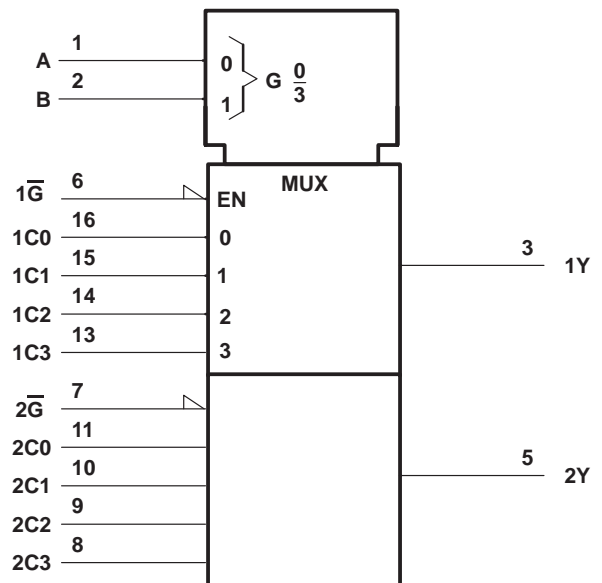 A 1
B 2
0
1
G 0/3
MUX
1G̅ 6 EN
1C0 16 0
1C1 15 1
1C2 14 2
1C3 13 3
3 1Y
2G̅ 7
2C0 11
2C1 10
2C2 9
2C3 8
5 2Y